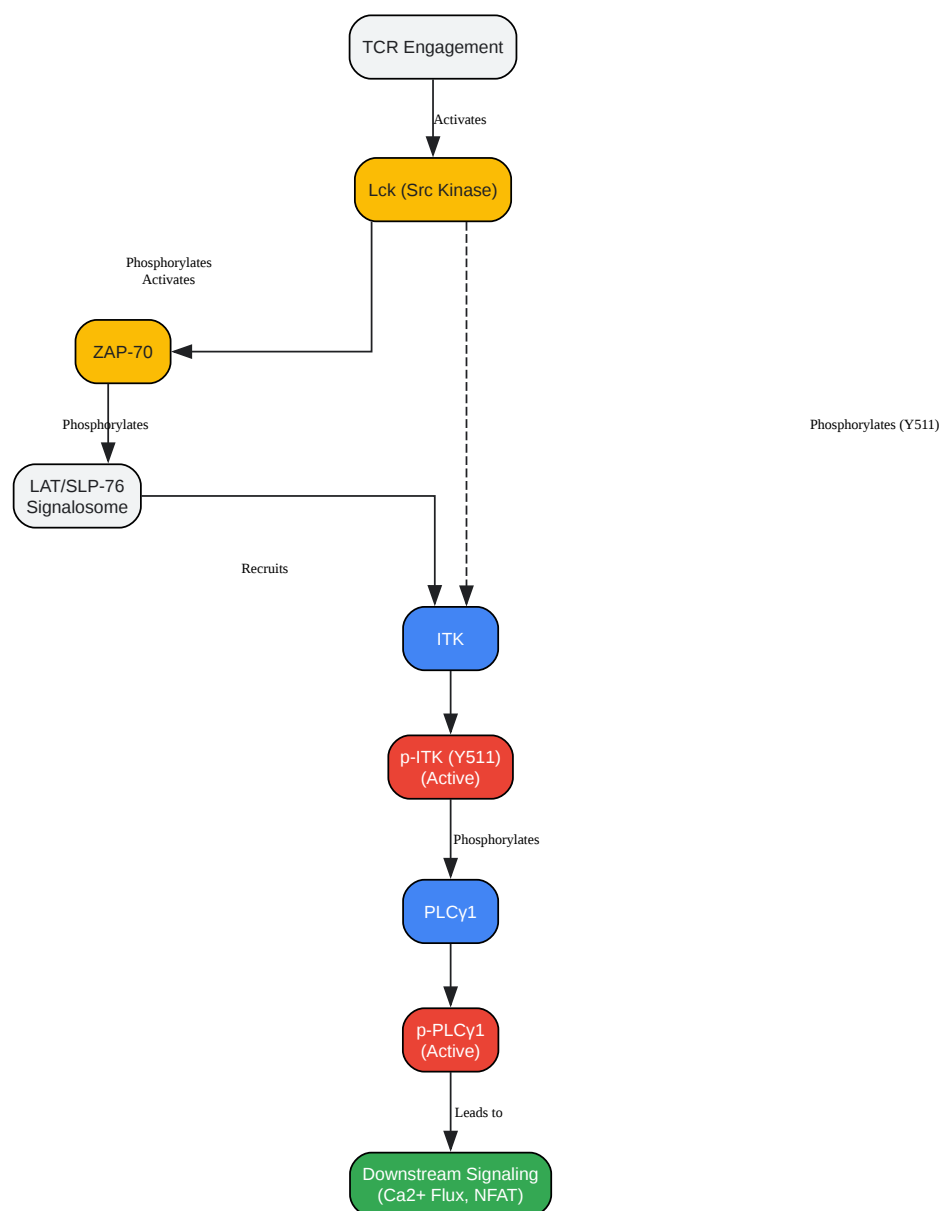 TCR Engagement
Activates
Lck (Src Kinase)
Phosphorylates
Activates
ZAP-70
Phosphorylates
Phosphorylates (Y511)
LAT/SLP-76
Signalosome
Recruits
ITK
p-ITK (Y511)
(Active)
Phosphorylates
PLCγ1
p-PLCγ1
(Active)
Leads to
Downstream Signaling
(Ca2+ Flux, NFAT)